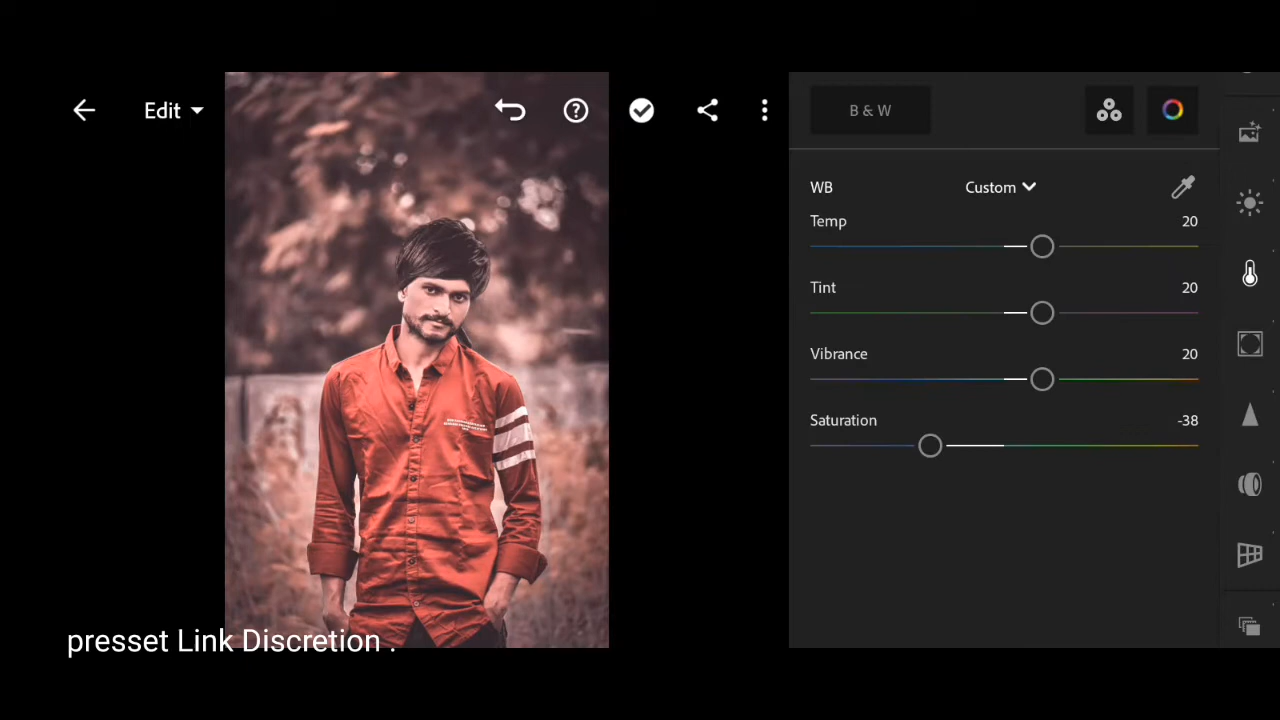 Edit
B & W
WB Custom
Temp 20
Tint 20
Vibrance 20
Saturation -38
presset Link Discretion .